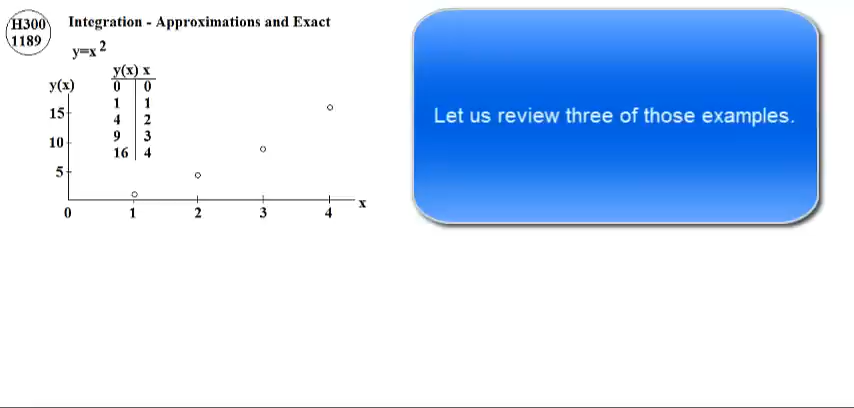 H300
1189
Integration - Approximations and Exact
y=x 2
y(x) x
0 0
1 1
4 2
9 3
16 4
y(x)
15
10
5
0 1 2 3 4
x
Let us review three of those examples.